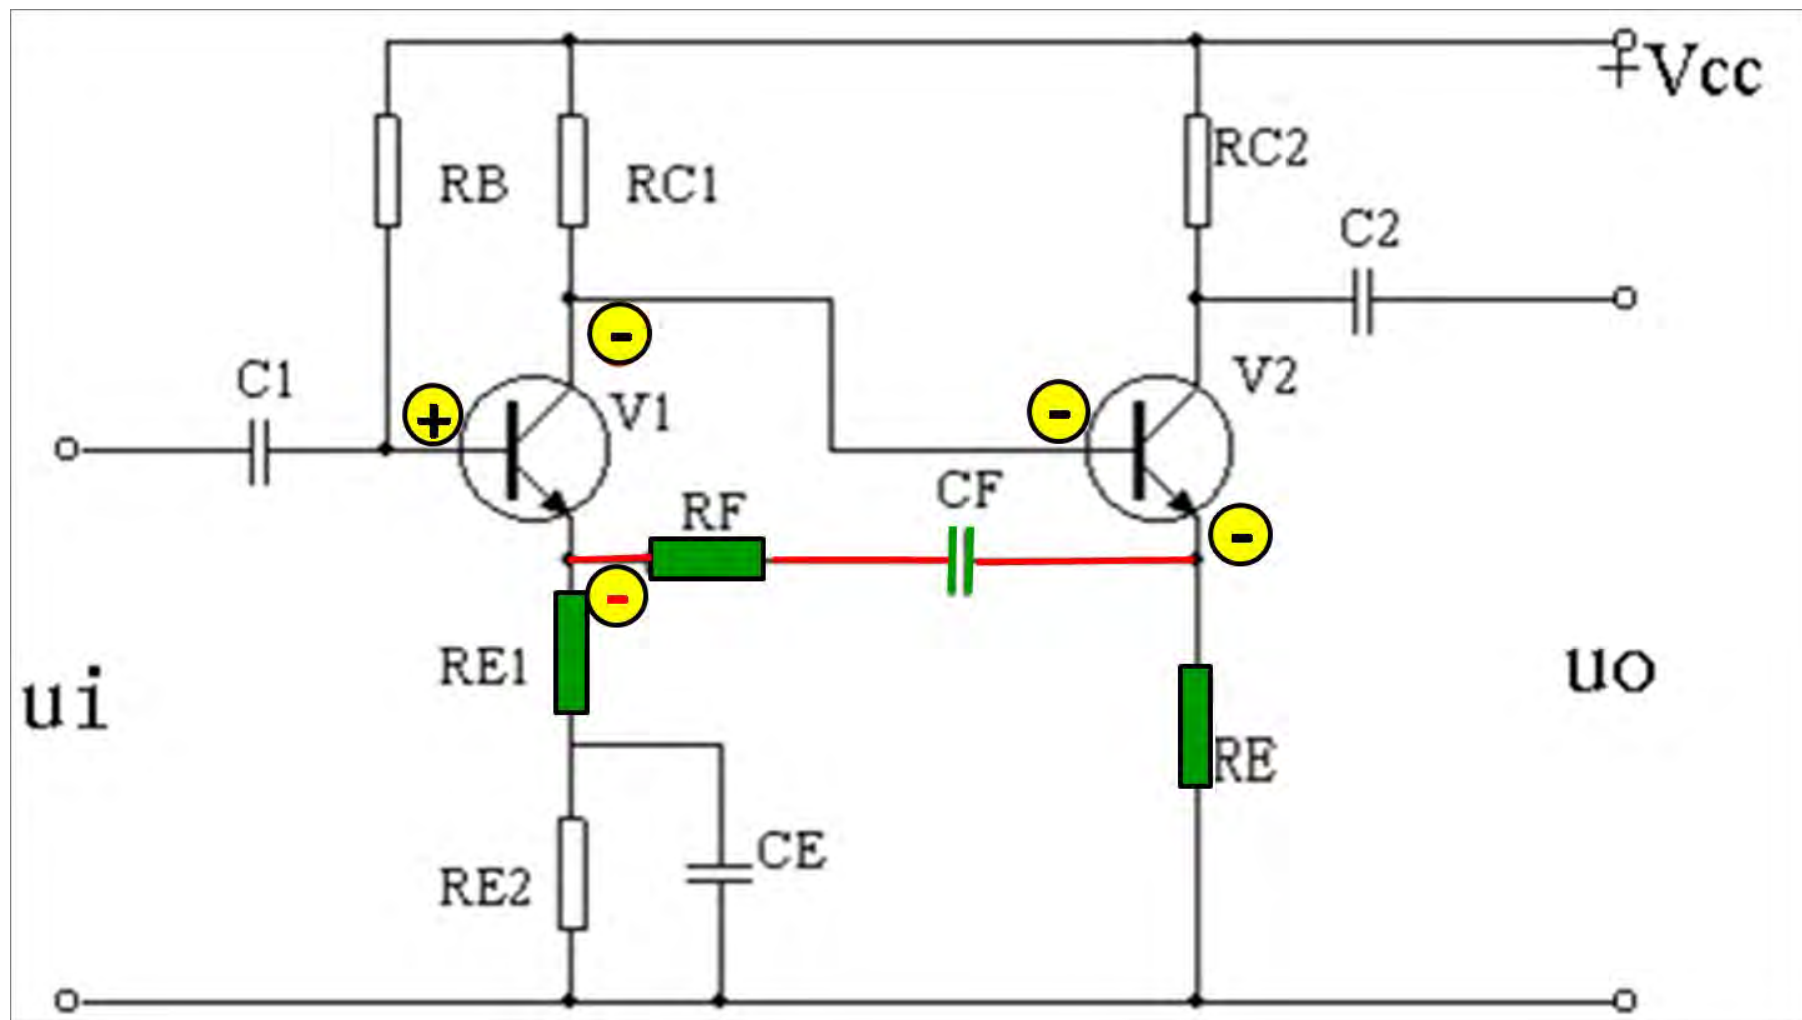 +Vcc
RC2
RB
RC1
C2
C1
+
-
V1
-
V2
RF
CF
-
-
RE1
ui
uo
RE
RE2
CE